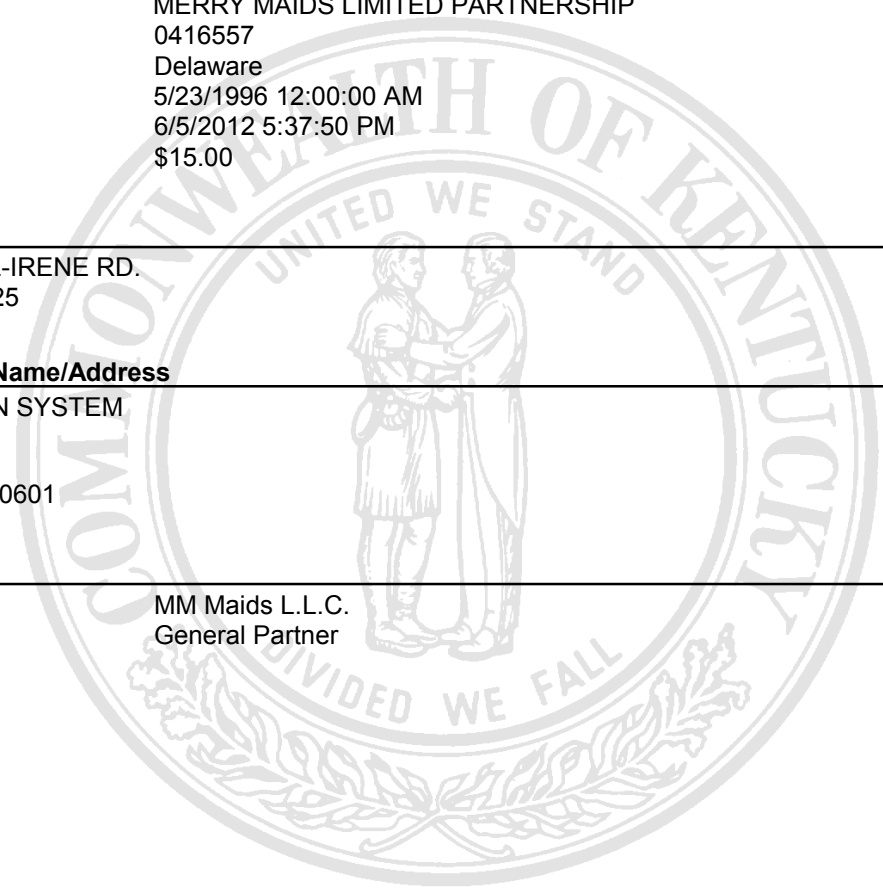 MERRY MAIDS LIMITED PARTNERSHIP
0416557
Delaware
5/23/1996 12:00:00 AM
6/5/2012 5:37:50 PM
$15.00
COMMONWEALTH OF KENTUCKY
UNITED WE STAND
-IRENE RD.
25
Name/Address
N SYSTEM
0601
MM Maids L.L.C.
General Partner
DIVIDED WE FALL